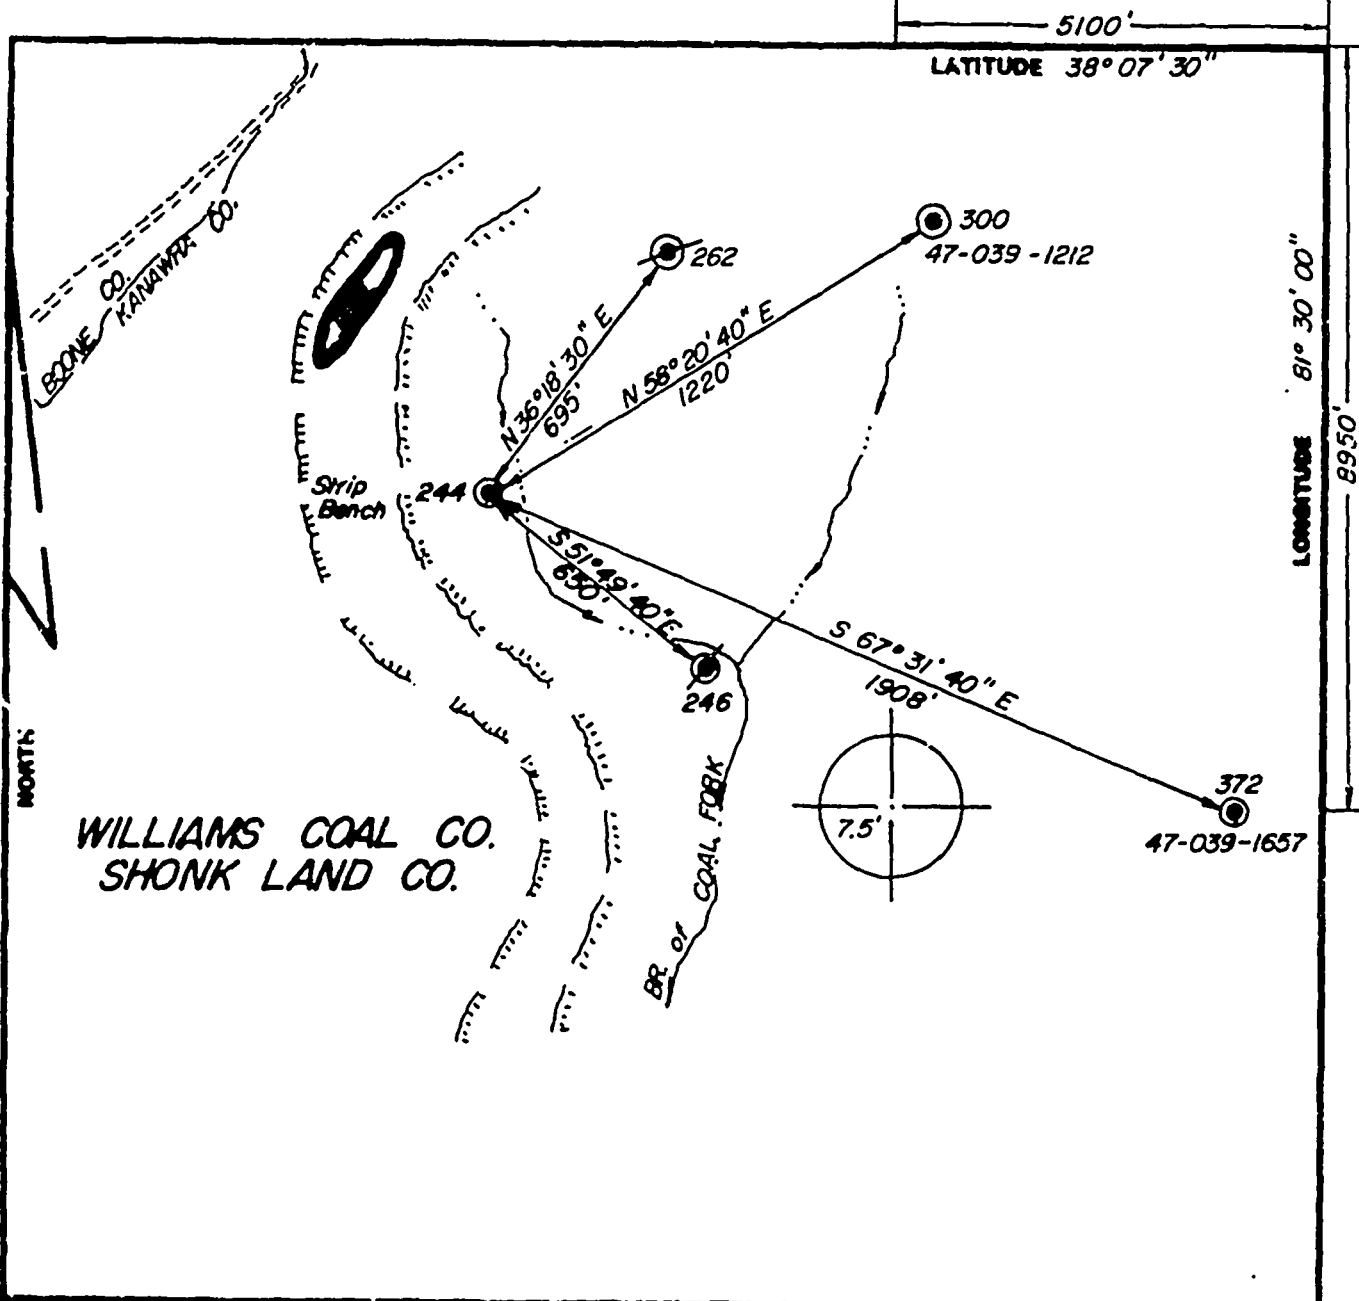 5100'
LATITUDE 38° 07' 30"
BOONE CO.
KANAWHA CO.
262
300
47-039-1212
LONGITUDE 81° 30' 00"
8950'
N 36° 18' 30" E
695'
N 58° 20' 40" E
1220'
Strip
Bench
244
S 51° 49' 40" E
650'
S 67° 31' 40" E
1908'
246
NORTH
372
47-039-1657
7.5'
WILLIAMS COAL CO.
SHONK LAND CO.
BR. of COAL FORK